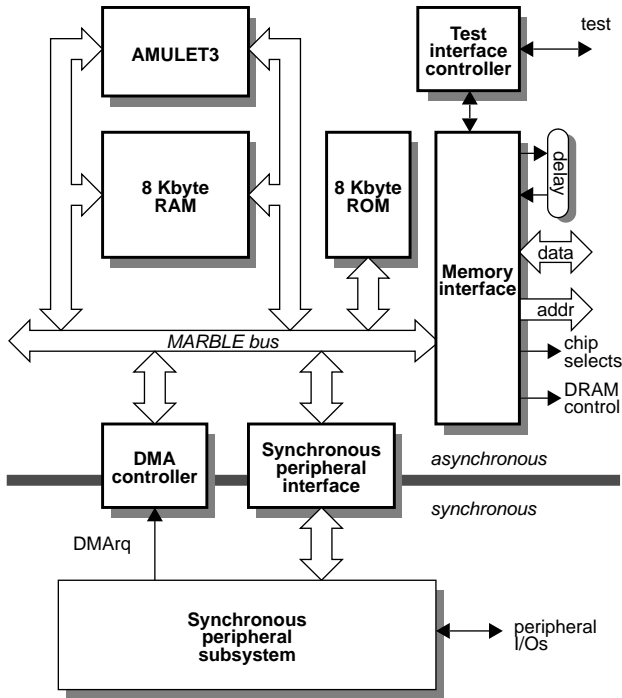 AMULET3
Test
interface
controller
test
8 Kbyte
RAM
8 Kbyte
ROM
delay
Memory
interface
data
addr
MARBLE bus
chip
selects
DRAM
control
DMA
controller
Synchronous
peripheral
interface
asynchronous
synchronous
DMArq
Synchronous
peripheral
subsystem
peripheral
I/Os